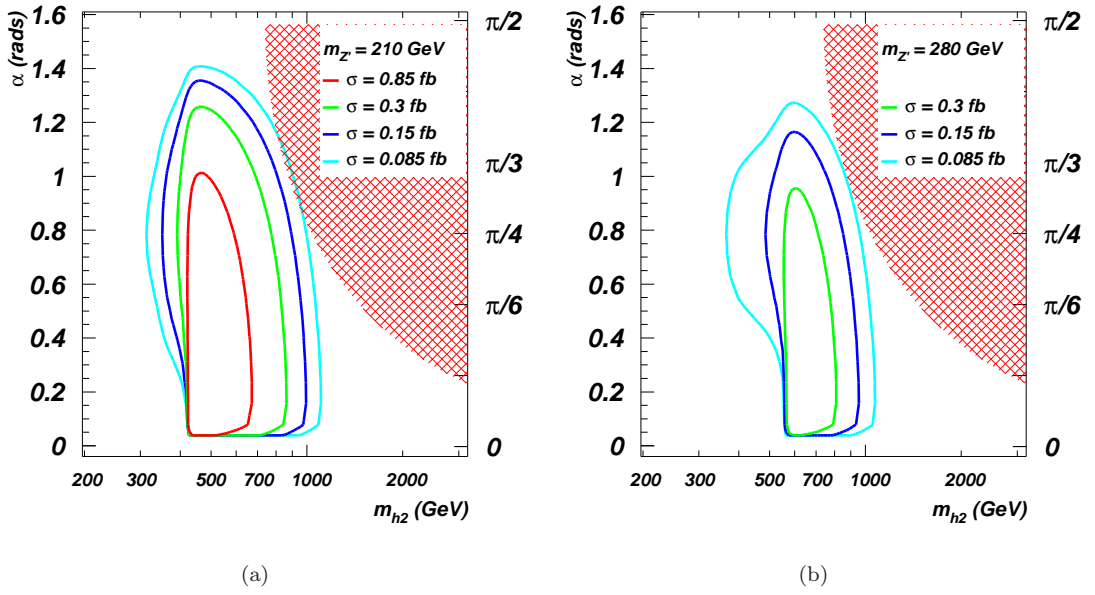 α (rads)
1.6
1.4
1.2
1
0.8
0.6
0.4
0.2
0
200
300
400
500
700
1000
2000
m_h2 (GeV)
π/2
π/3
π/4
π/6
0
m_Z' = 210 GeV
σ = 0.85 fb
σ = 0.3 fb
σ = 0.15 fb
σ = 0.085 fb
(a)
α (rads)
1.6
1.4
1.2
1
0.8
0.6
0.4
0.2
0
200
300
400
500
700
1000
2000
m_h2 (GeV)
π/2
π/3
π/4
π/6
0
m_Z' = 280 GeV
σ = 0.3 fb
σ = 0.15 fb
σ = 0.085 fb
(b)